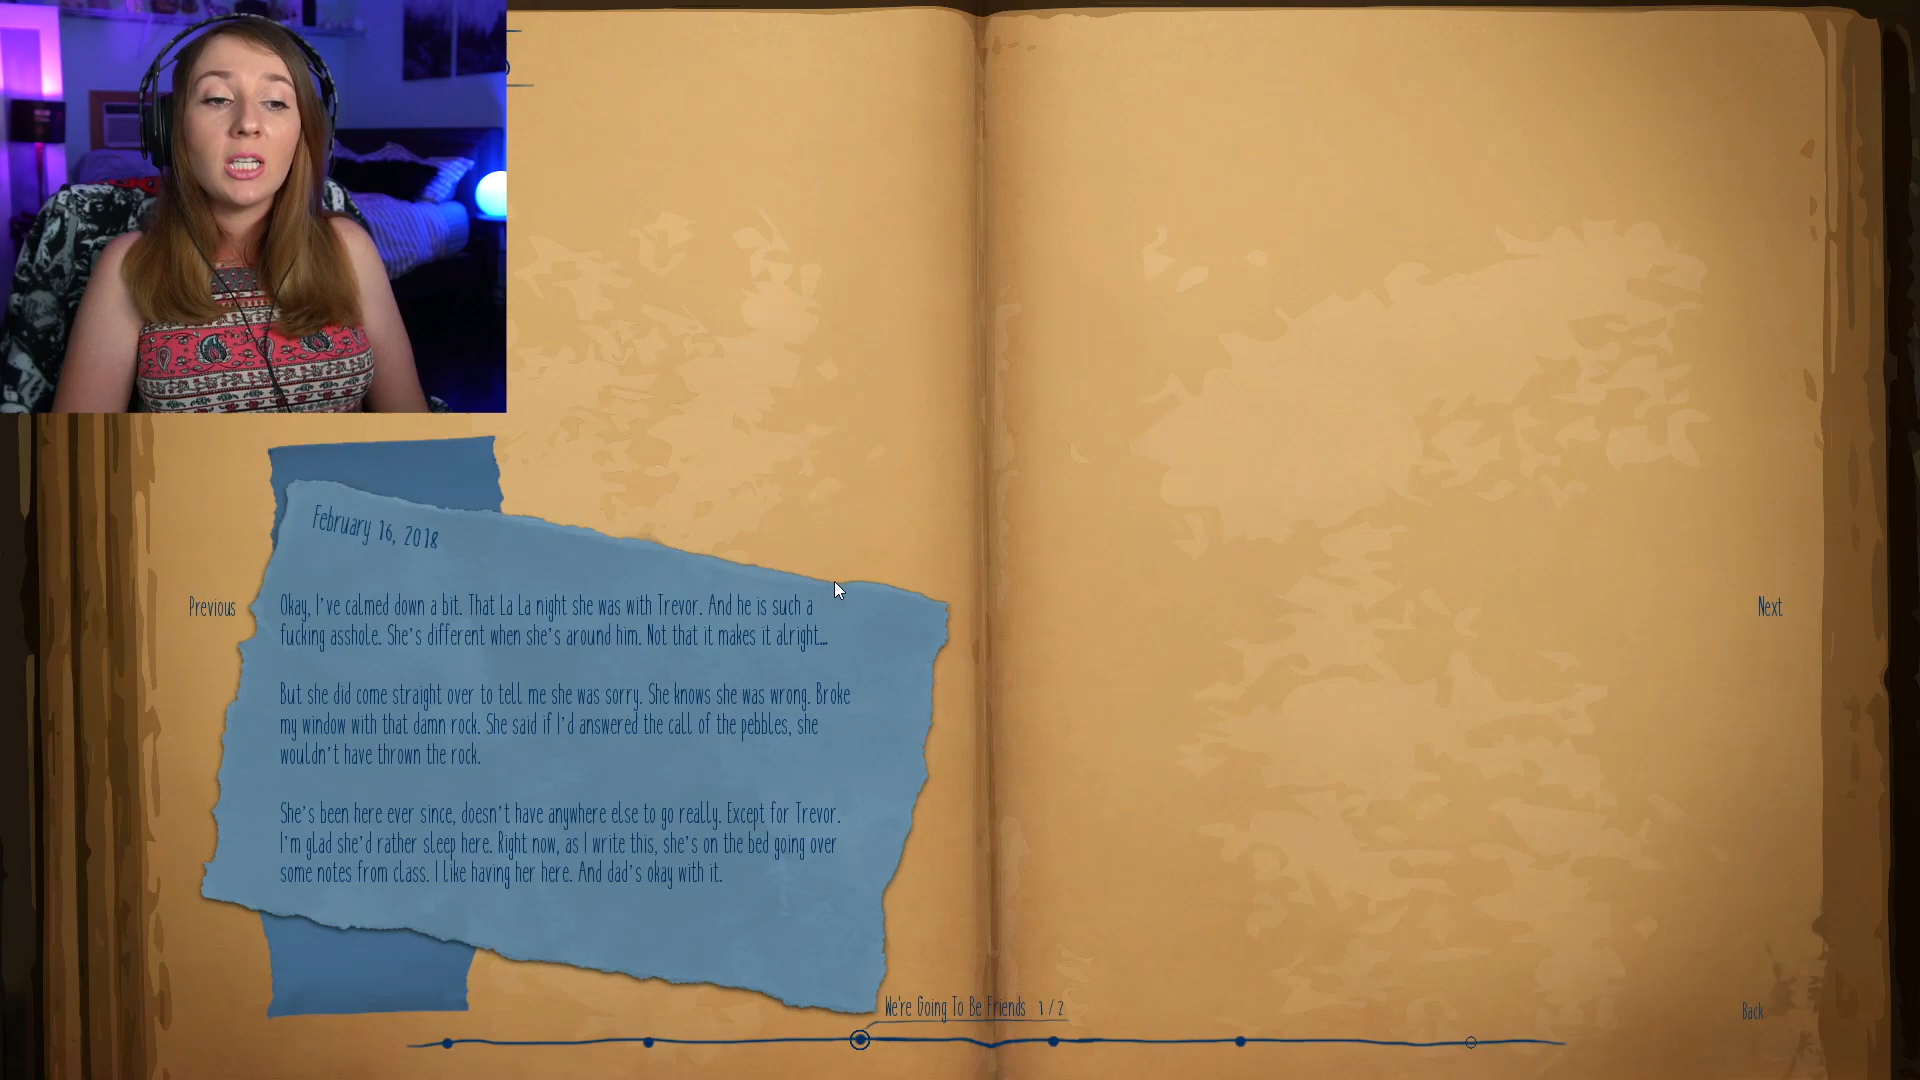 February 16, 2018
Okay, I've calmed down a bit. That La La night she was with Trevor. And he is such a
fucking asshole. She's different when she's around him. Not that it makes it alright...
But she did come straight over to tell me she was sorry. She knows she was wrong. Broke
my window with that damn rock. She said if I'd answered the call of the pebbles, she
wouldn't have thrown the rock.
She's been here ever since, doesn't have anywhere else to go really. Except for Trevor.
I'm glad she'd rather sleep here. Right now, as I write this, she's on the bed going over
some notes from class. I like having her here. And dad's okay with it.
Previous
Next
We're Going To Be Friends 1 / 2
Back